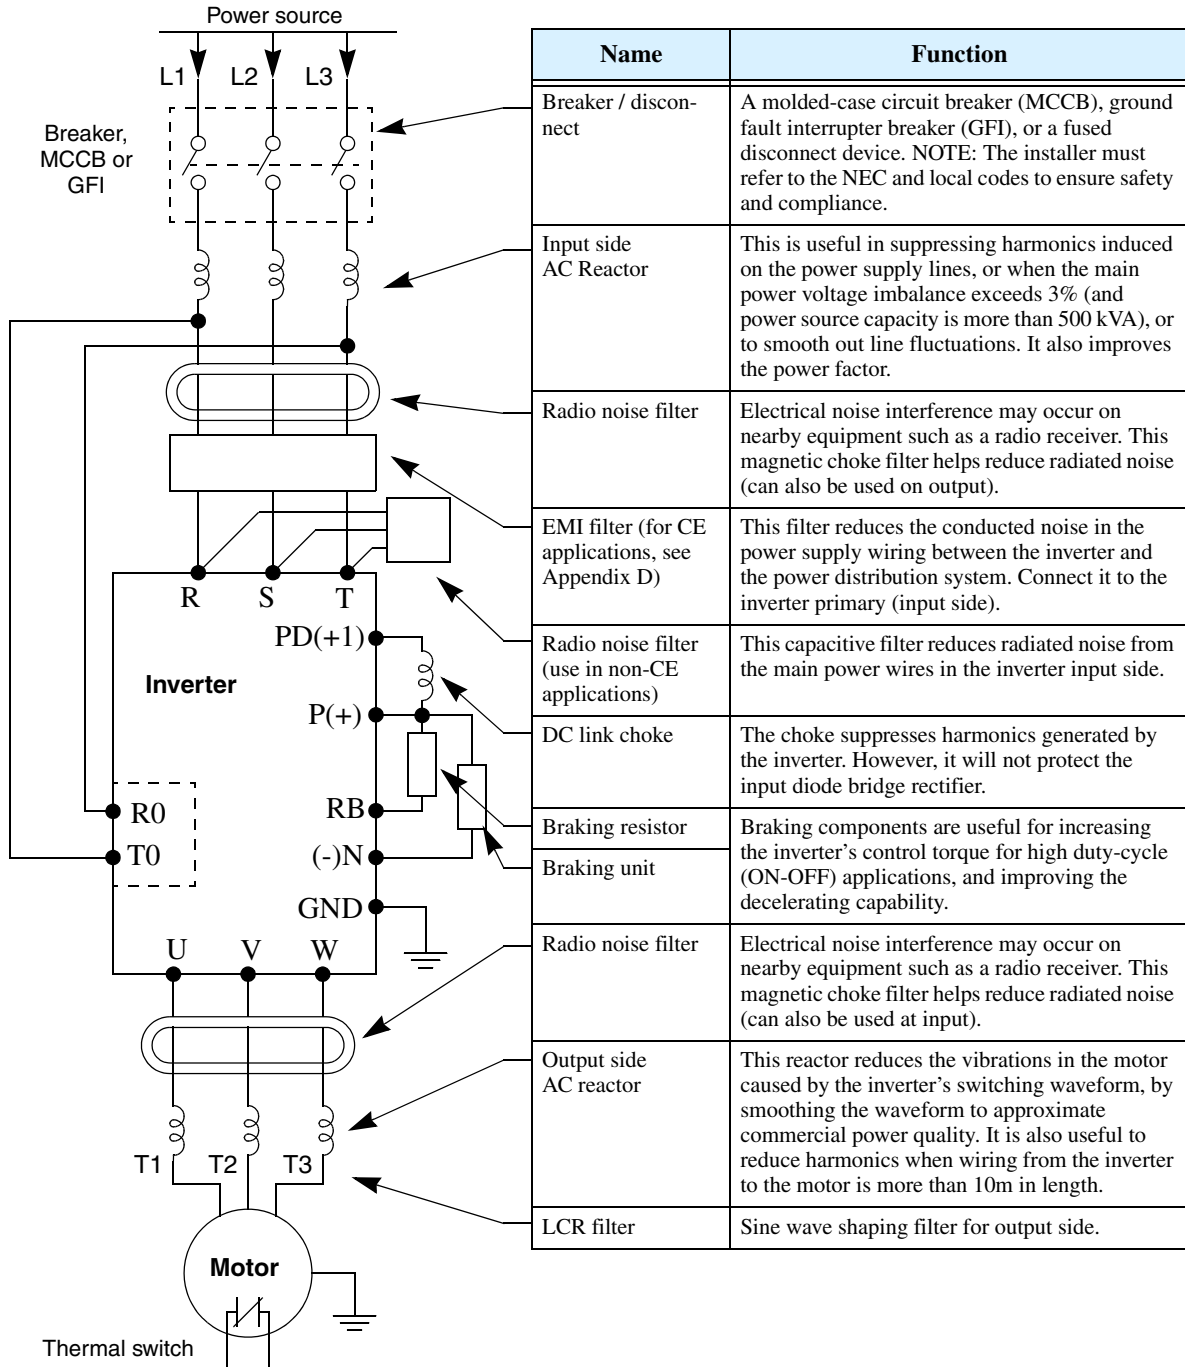 Power source
L1
L2
L3
Breaker,
MCCB or
GFI
R
S
T
PD(+1)
Inverter
P(+)
RB
R0
T0
(-)N
GND
U
V
W
T1
T2
T3
Motor
Thermal switch
Name
Function
Breaker / discon-
nect
A molded-case circuit breaker (MCCB), ground
fault interrupter breaker (GFI), or a fused
disconnect device. NOTE: The installer must
refer to the NEC and local codes to ensure safety
and compliance.
Input side
AC Reactor
This is useful in suppressing harmonics induced
on the power supply lines, or when the main
power voltage imbalance exceeds 3% (and
power source capacity is more than 500 kVA), or
to smooth out line fluctuations. It also improves
the power factor.
Radio noise filter
Electrical noise interference may occur on
nearby equipment such as a radio receiver. This
magnetic choke filter helps reduce radiated noise
(can also be used on output).
EMI filter (for CE
applications, see
Appendix D)
This filter reduces the conducted noise in the
power supply wiring between the inverter and
the power distribution system. Connect it to the
inverter primary (input side).
Radio noise filter
(use in non-CE
applications)
This capacitive filter reduces radiated noise from
the main power wires in the inverter input side.
DC link choke
The choke suppresses harmonics generated by
the inverter. However, it will not protect the
input diode bridge rectifier.
Braking resistor
Braking unit
Braking components are useful for increasing
the inverter’s control torque for high duty-cycle
(ON-OFF) applications, and improving the
decelerating capability.
Radio noise filter
Electrical noise interference may occur on
nearby equipment such as a radio receiver. This
magnetic choke filter helps reduce radiated noise
(can also be used at input).
Output side
AC reactor
This reactor reduces the vibrations in the motor
caused by the inverter’s switching waveform, by
smoothing the waveform to approximate
commercial power quality. It is also useful to
reduce harmonics when wiring from the inverter
to the motor is more than 10m in length.
LCR filter
Sine wave shaping filter for output side.